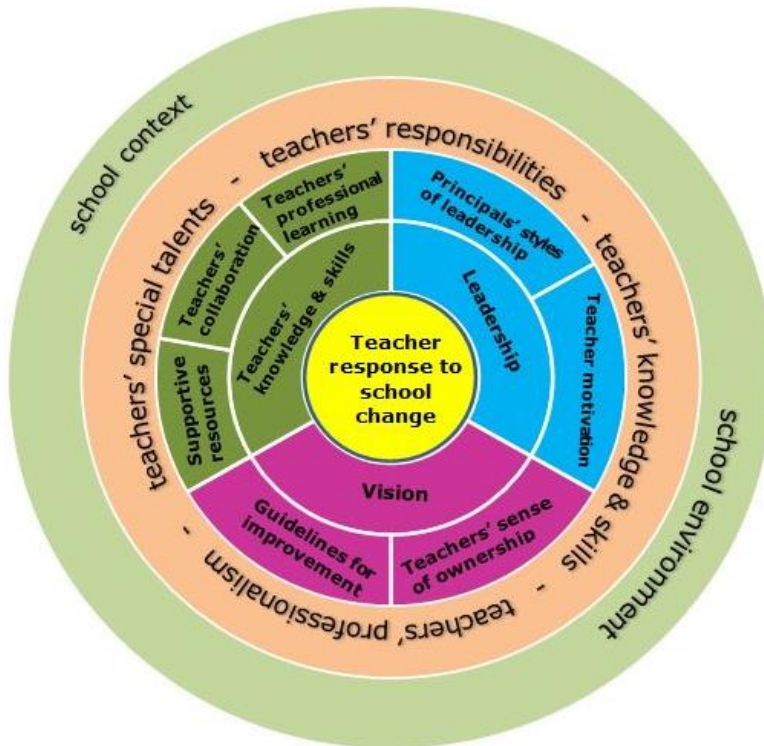 school context
school environment
teachers' special talents - teachers' responsibilities - teachers' knowledge & skills - teachers' professionalism -
Teachers'
professional
learning
Teachers'
collaboration
Supportive
resources
Teachers'
knowledge & skills
Principals' styles
of leadership
Teacher motivation
Leadership
Teacher
response to
school
change
Vision
Guidelines for
improvement
Teachers' sense
of ownership